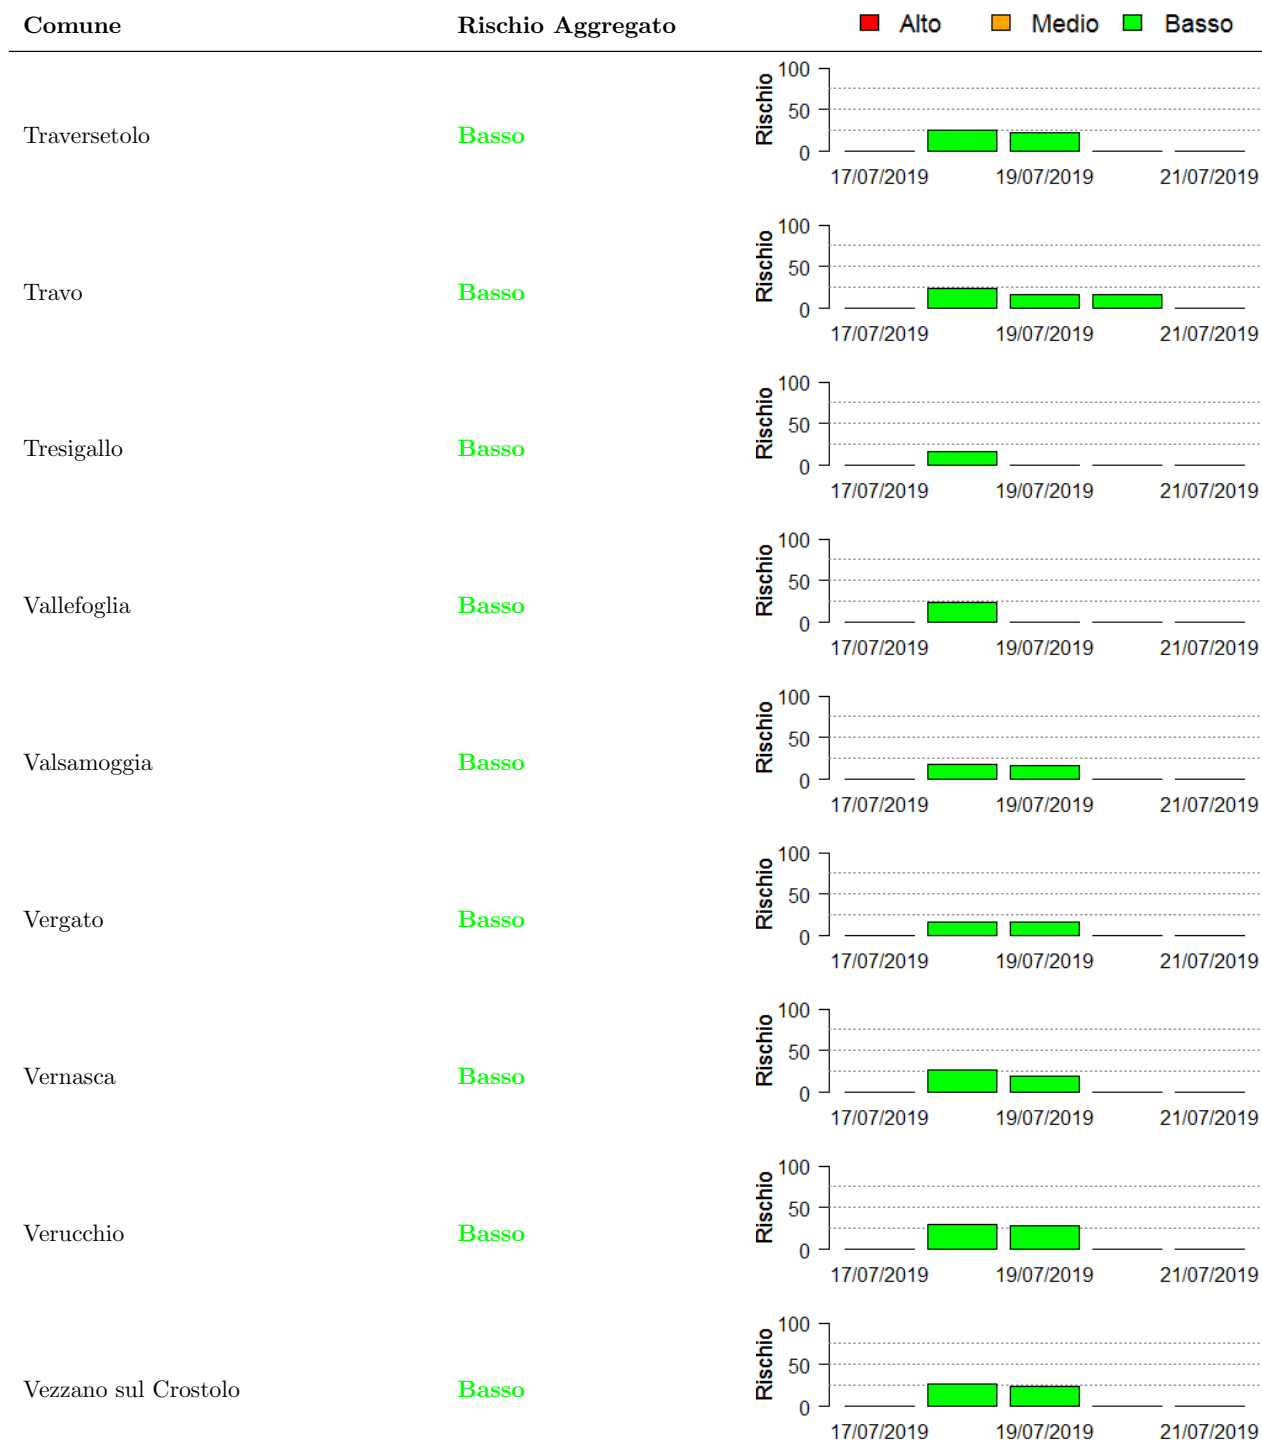 Comune Rischio Aggregato Alto Medio Basso
Traversetolo Basso Rischio 100 50 0
17/07/2019 19/07/2019 21/07/2019
Travo Basso Rischio 100 50 0
17/07/2019 19/07/2019 21/07/2019
Tresigallo Basso Rischio 100 50 0
17/07/2019 19/07/2019 21/07/2019
Vallefoglia Basso Rischio 100 50 0
17/07/2019 19/07/2019 21/07/2019
Valsamoggia Basso Rischio 100 50 0
17/07/2019 19/07/2019 21/07/2019
Vergato Basso Rischio 100 50 0
17/07/2019 19/07/2019 21/07/2019
Vernasca Basso Rischio 100 50 0
17/07/2019 19/07/2019 21/07/2019
Verucchio Basso Rischio 100 50 0
17/07/2019 19/07/2019 21/07/2019
Vezzano sul Crostolo Basso Rischio 100 50 0
17/07/2019 19/07/2019 21/07/2019